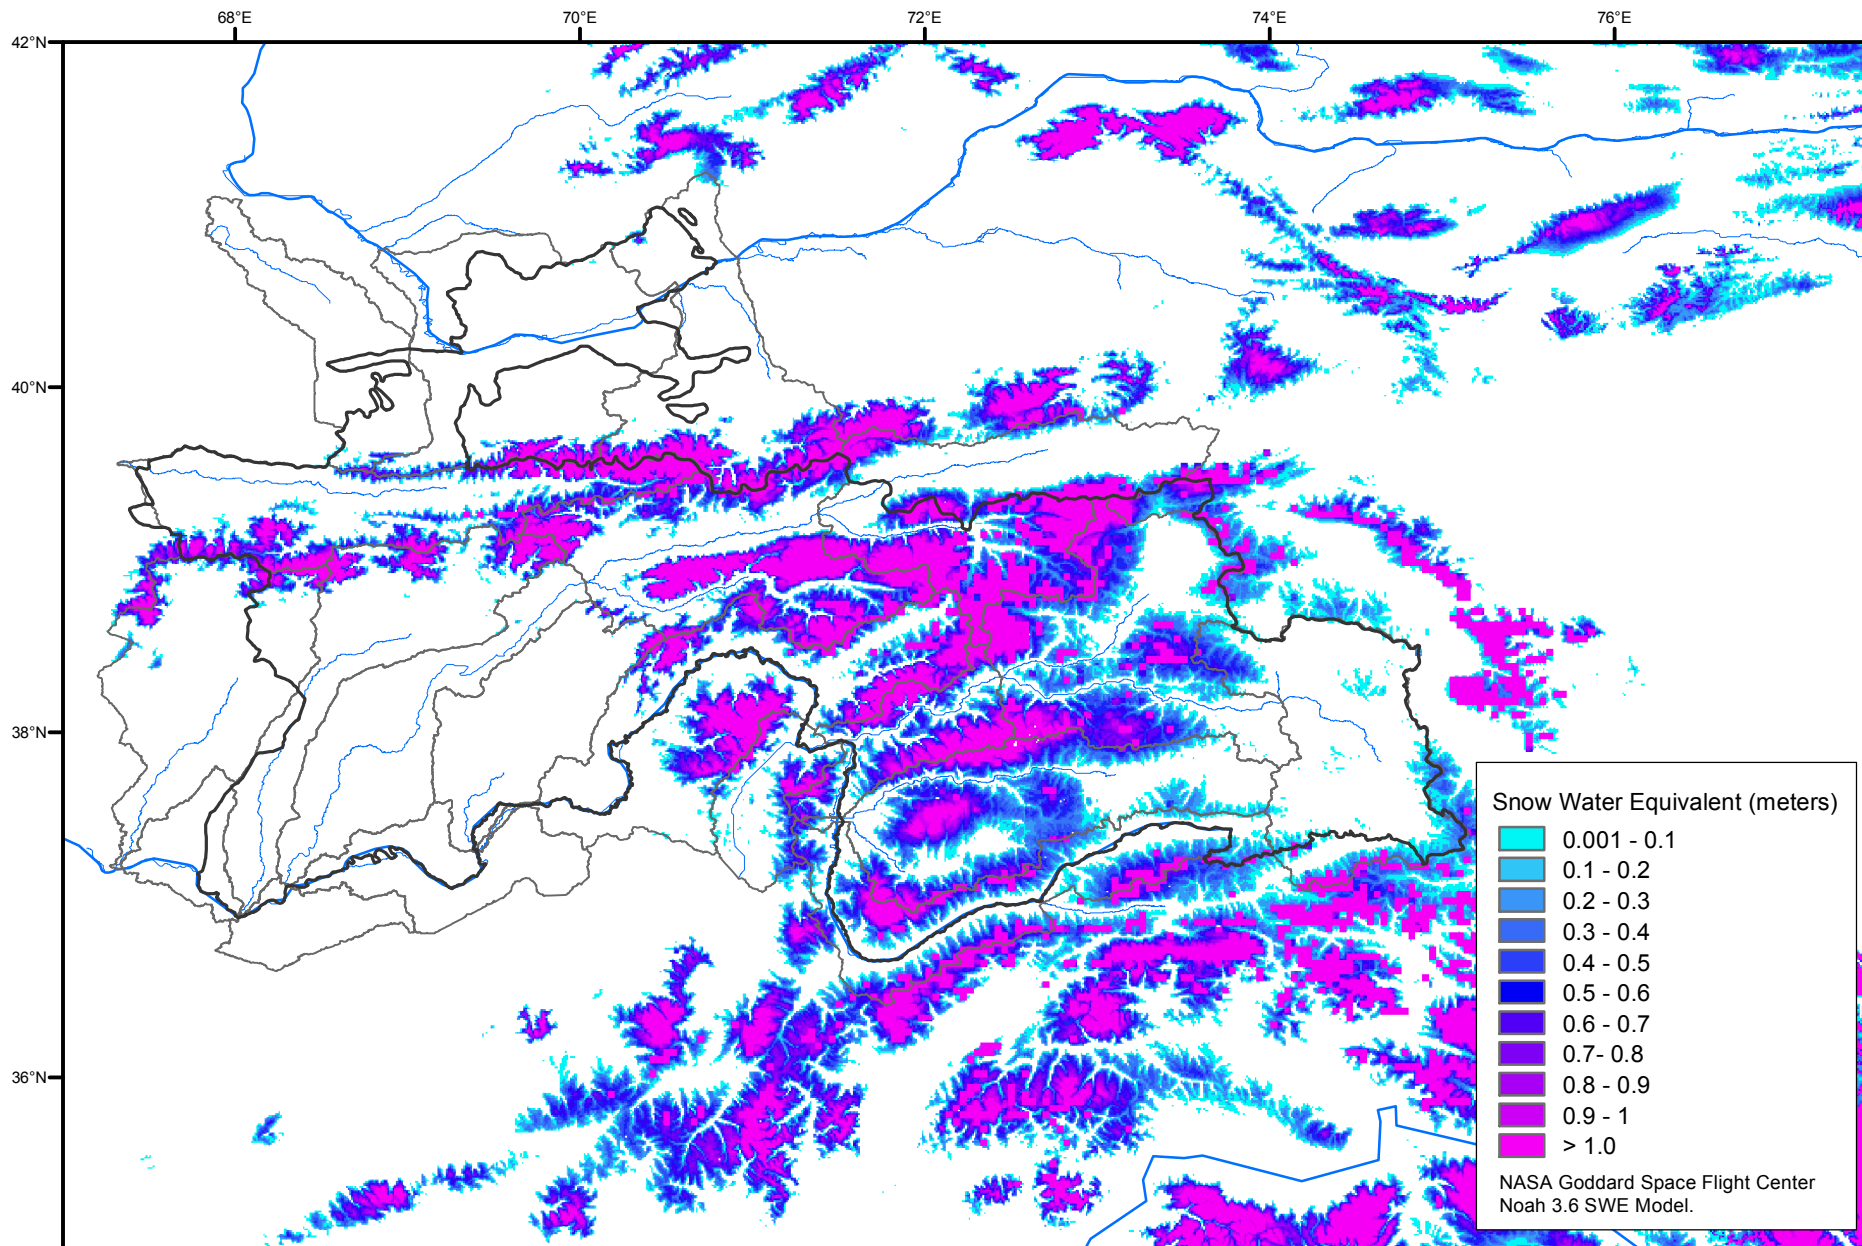 68°E
70°E
72°E
74°E
76°E
42°N
40°N
38°N
36°N
Snow Water Equivalent (meters)
0.001 - 0.1
0.1 - 0.2
0.2 - 0.3
0.3 - 0.4
0.4 - 0.5
0.5 - 0.6
0.6 - 0.7
0.7- 0.8
0.8 - 0.9
0.9 - 1
> 1.0
NASA Goddard Space Flight Center
Noah 3.6 SWE Model.